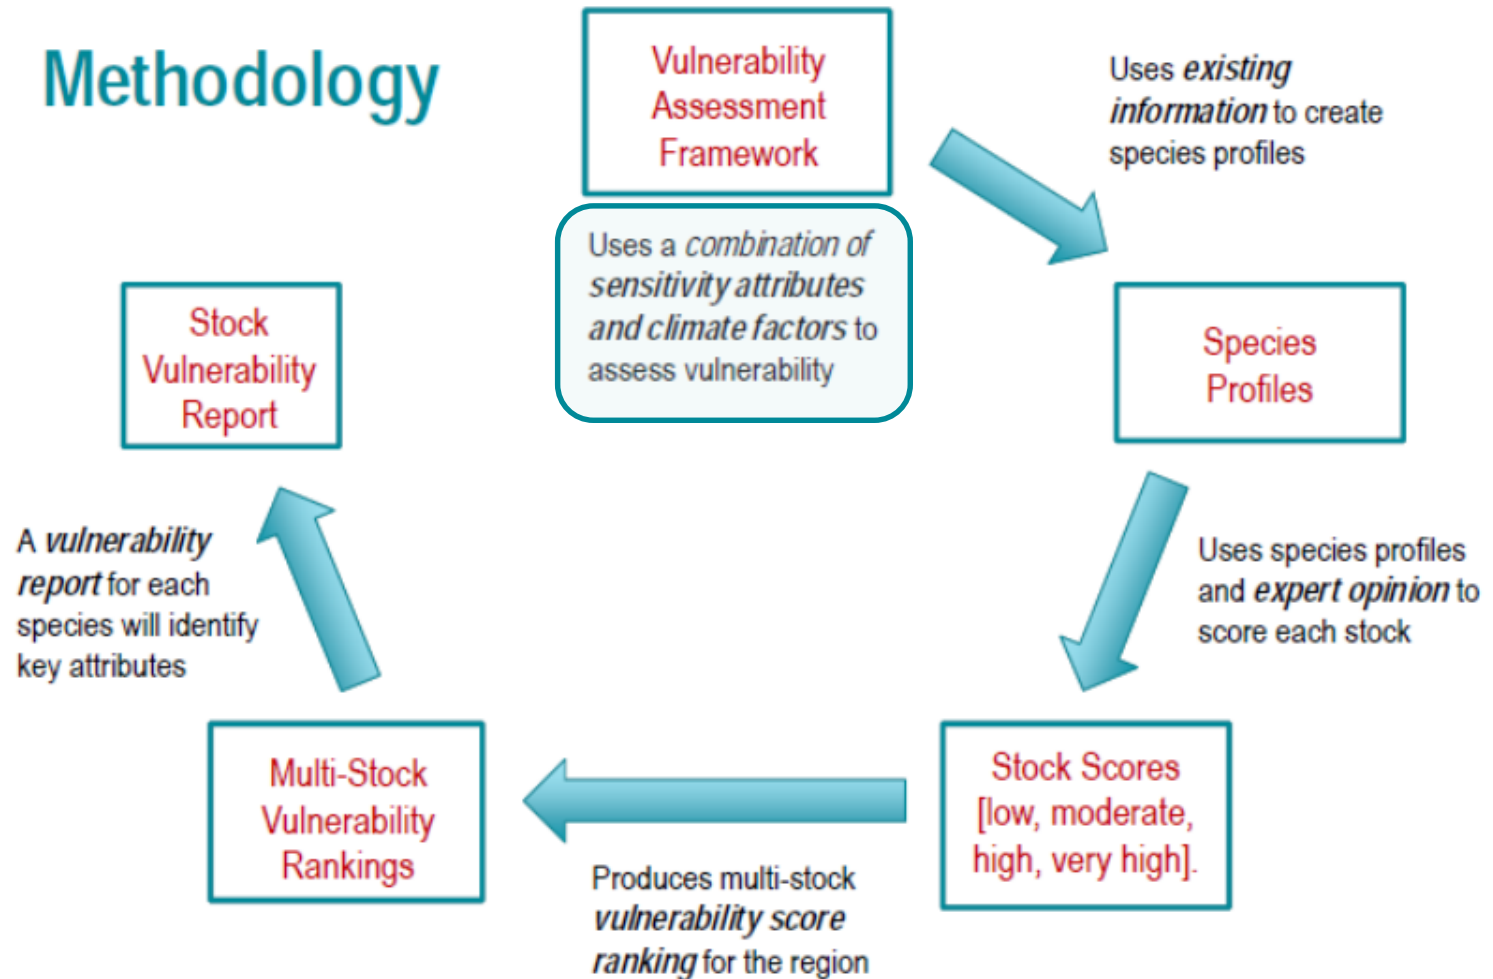 Methodology
Vulnerability
Assessment
Framework
Uses a combination of
sensitivity attributes
and climate factors to
assess vulnerability
Uses existing
information to create
species profiles
Species
Profiles
Uses species profiles
and expert opinion to
score each stock
Stock Scores
[low, moderate,
high, very high].
Produces multi-stock
vulnerability score
ranking for the region
Multi-Stock
Vulnerability
Rankings
A vulnerability
report for each
species will identify
key attributes
Stock
Vulnerability
Report